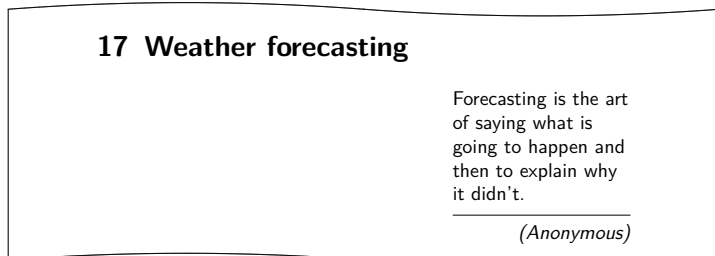 17 Weather forecasting
Forecasting is the art
of saying what is
going to happen and
then to explain why
it didn't.
(Anonymous)